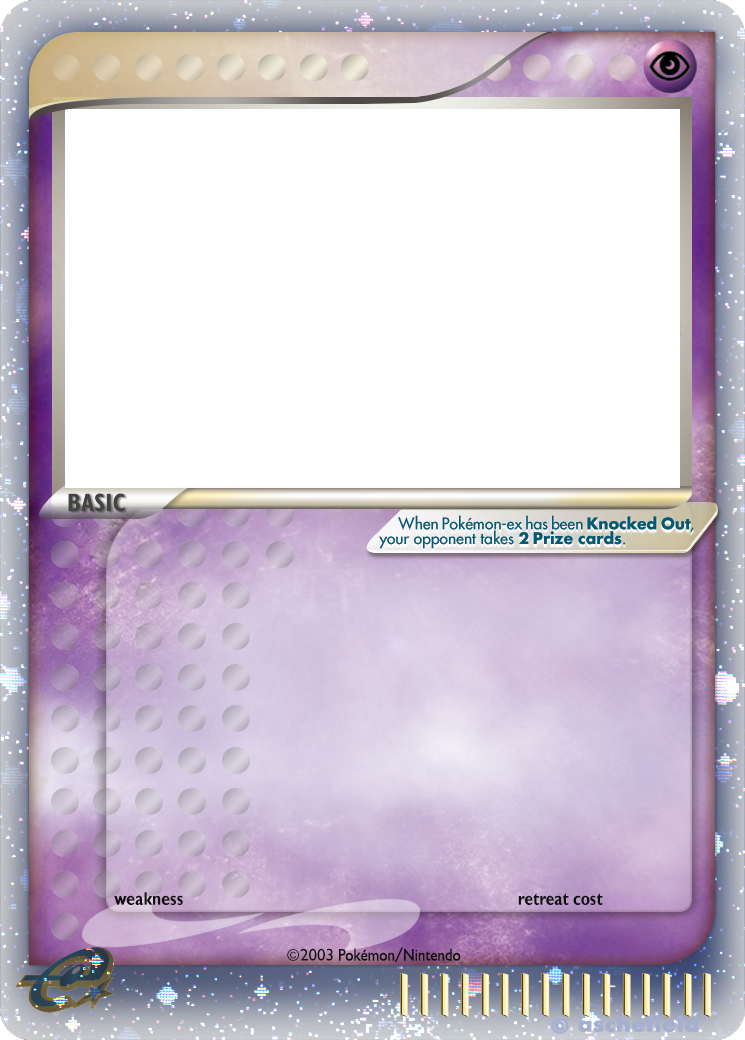 BASIC
When Pokémon-ex has been Knocked Out,
your opponent takes 2 Prize cards.
weakness
retreat cost
©2003 Pokémon/Nintendo
© aschefield